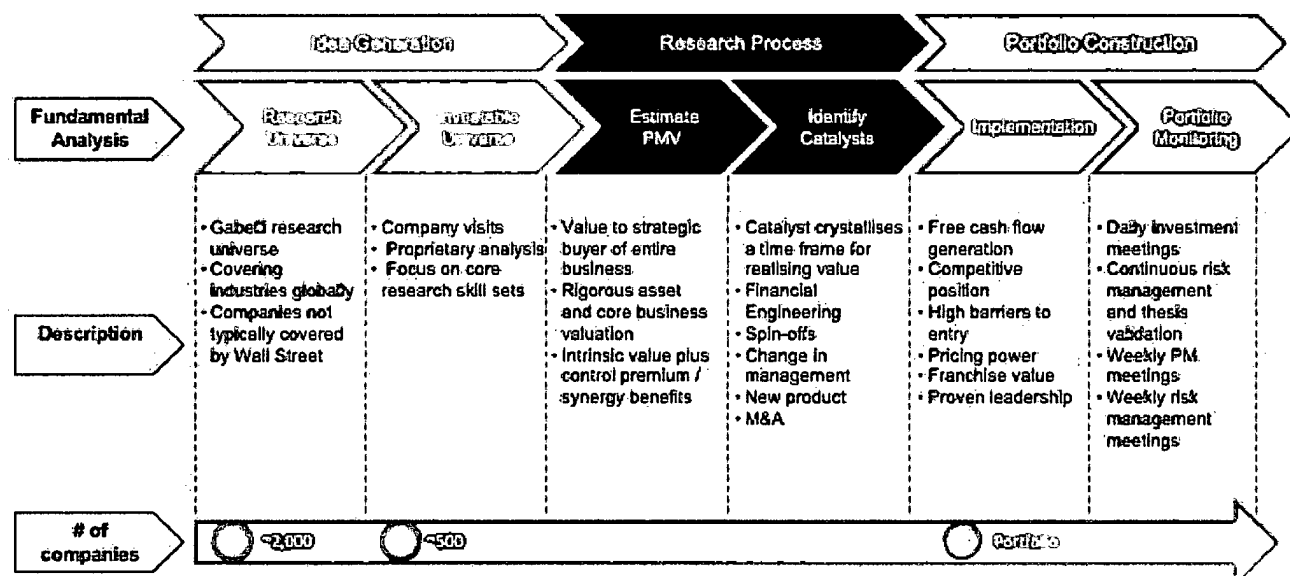 Idea Generation
Research Process
Portfolio Construction
Fundamental
Analysis
Research
Universe
Investable
Universe
Estimate
PMV
Identify
Catalysts
Implementation
Portfolio
Monitoring
Description
• Gabelli research
universe
• Covering
industries globally
• Companies not
typically covered
by Wall Street
• Company visits
• Proprietary analysis
• Focus on core
research skill sets
• Value to strategic
buyer of entire
business
• Rigorous asset
and core business
valuation
• Intrinsic value plus
control premium /
synergy benefits
• Catalyst crystallises
a time frame for
realising value
• Financial
Engineering
• Spin-offs
• Change in
management
• New product
• M&A
• Free cash flow
generation
• Competitive
position
• High barriers to
entry
• Pricing power
• Franchise value
• Proven leadership
• Daily investment
meetings
• Continuous risk
management
and thesis
validation
• Weekly PM
meetings
• Weekly risk
management
meetings
# of
companies
~2,000
~500
Portfolio